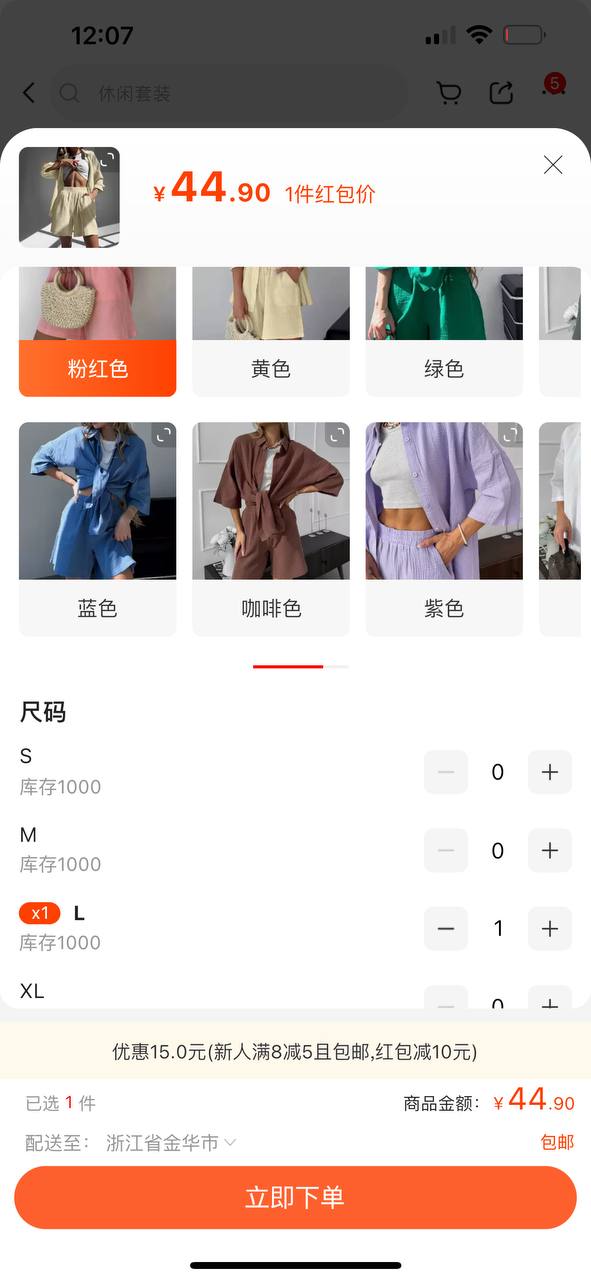 12:07
休闲套装
5
¥44.90 1件红包价
粉红色
黄色
绿色
蓝色
咖啡色
紫色
尺码
S
库存1000
0
M
库存1000
0
x1 L
库存1000
1
XL
0
优惠15.0元(新人满8减5且包邮,红包减10元)
已选 1 件
商品金额: ¥44.90
配送至: 浙江省金华市
包邮
立即下单